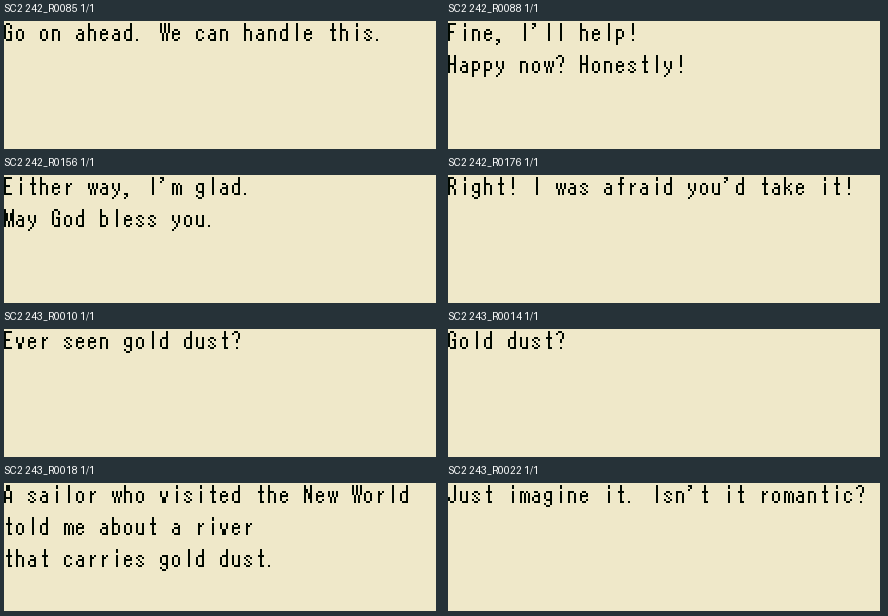 SC2 242_R0085 1/1
Go on ahead. We can handle this.
SC2 242_R0088 1/1
Fine, I'll help!
Happy now? Honestly!
SC2 242_R0156 1/1
Either way, I'm glad.
May God bless you.
SC2 242_R0176 1/1
Right! I was afraid you'd take it!
SC2 243_R0010 1/1
Ever seen gold dust?
SC2 243_R0014 1/1
Gold dust?
SC2 243_R0018 1/1
A sailor who visited the New World
told me about a river
that carries gold dust.
SC2 243_R0022 1/1
Just imagine it. Isn't it romantic?